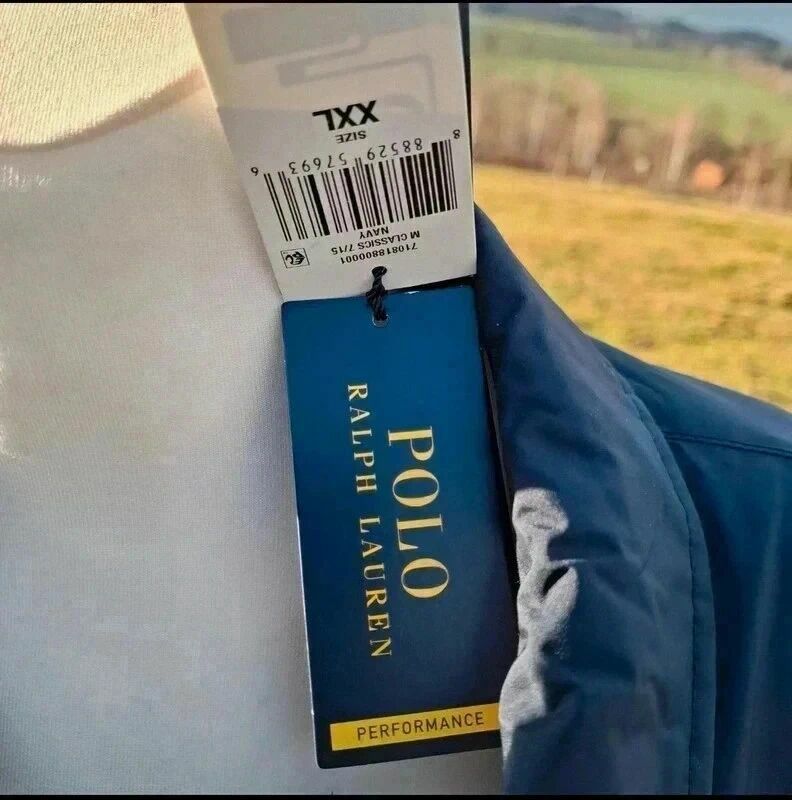 710818800001
M CLASSICS 7/15
NAVY
8 88529 57693 6
SIZE
XXL
POLO
RALPH LAUREN
PERFORMANCE